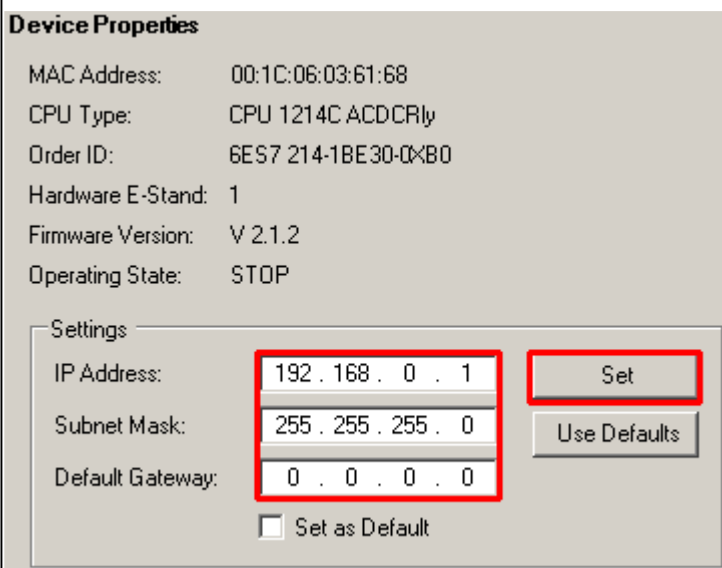 Device Properties
MAC Address: 00:1C:06:03:61:68
CPU Type: CPU 1214C ACDCRly
Order ID: 6ES7 214-1BE30-0XB0
Hardware E-Stand: 1
Firmware Version: V 2.1.2
Operating State: STOP
Settings
IP Address: 192 . 168 . 0 . 1 Set
Subnet Mask: 255 . 255 . 255 . 0 Use Defaults
Default Gateway: 0 . 0 . 0 . 0
Set as Default